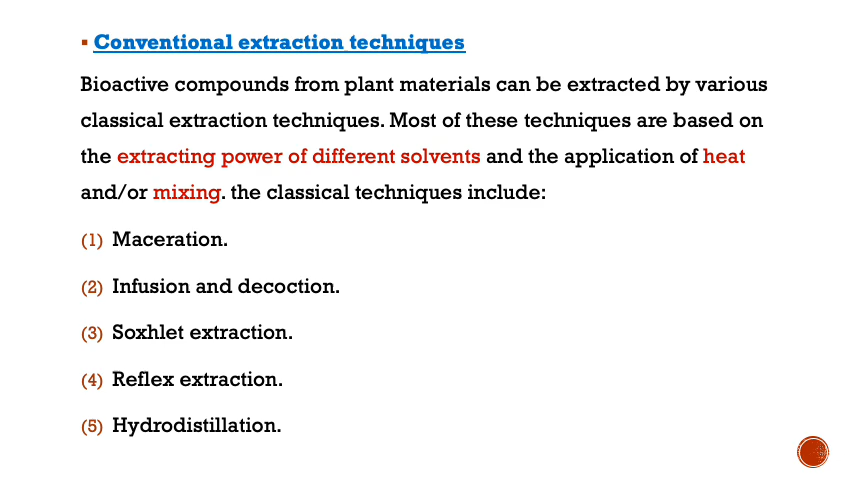 ▪ Conventional extraction techniques
Bioactive compounds from plant materials can be extracted by various
classical extraction techniques. Most of these techniques are based on
the extracting power of different solvents and the application of heat
and/or mixing. the classical techniques include:
(1) Maceration.
(2) Infusion and decoction.
(3) Soxhlet extraction.
(4) Reflex extraction.
(5) Hydrodistillation.